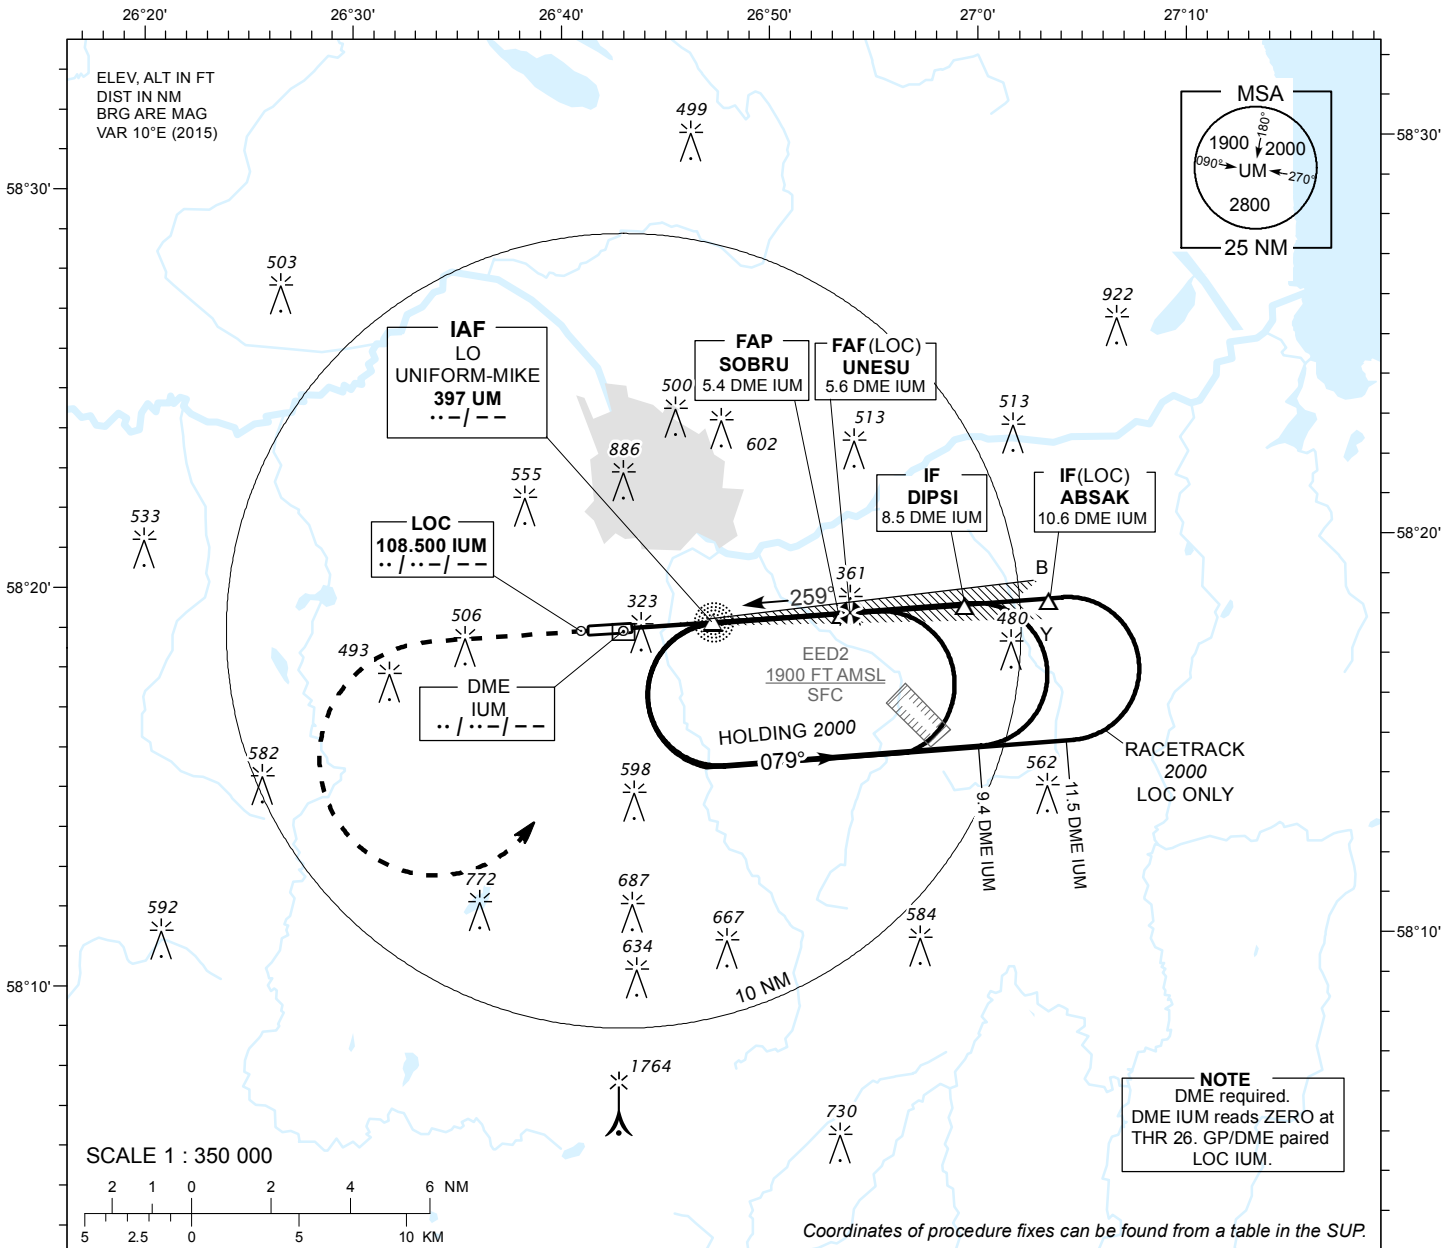 26°20' 26°30' 26°40' 26°50' 27°0' 27°10'
ELEV, ALT IN FT
DIST IN NM
BRG ARE MAG
VAR 10°E (2015)
499
MSA
180°
1900 2000
090° UM 270°
2800
25 NM
58°30'
58°30'
503
922
IAF
LO
UNIFORM-MIKE
397 UM
··–/––
FAP
SOBRU
5.4 DME IUM
FAF(LOC)
UNESU
5.6 DME IUM
500
602
513
513
886
555
533
IF
DIPSI
8.5 DME IUM
IF(LOC)
ABSAK
10.6 DME IUM
LOC
108.500 IUM
··/··–/––
58°20'
58°20'
361
B
259°
323
506
480
Y
493
EED2
1900 FT AMSL
SFC
DME
IUM
··/··–/––
HOLDING 2000
079°
RACETRACK
2000
LOC ONLY
582
598
562
9.4 DME IUM
11.5 DME IUM
772
687
592
667
584
634
58°10'
58°10'
10 NM
1764
730
NOTE
DME required.
DME IUM reads ZERO at
THR 26. GP/DME paired
LOC IUM.
SCALE 1 : 350 000
2 1 0 2 4 6 NM
5 2.5 0 5 10 KM
Coordinates of procedure fixes can be found from a table in the SUP.